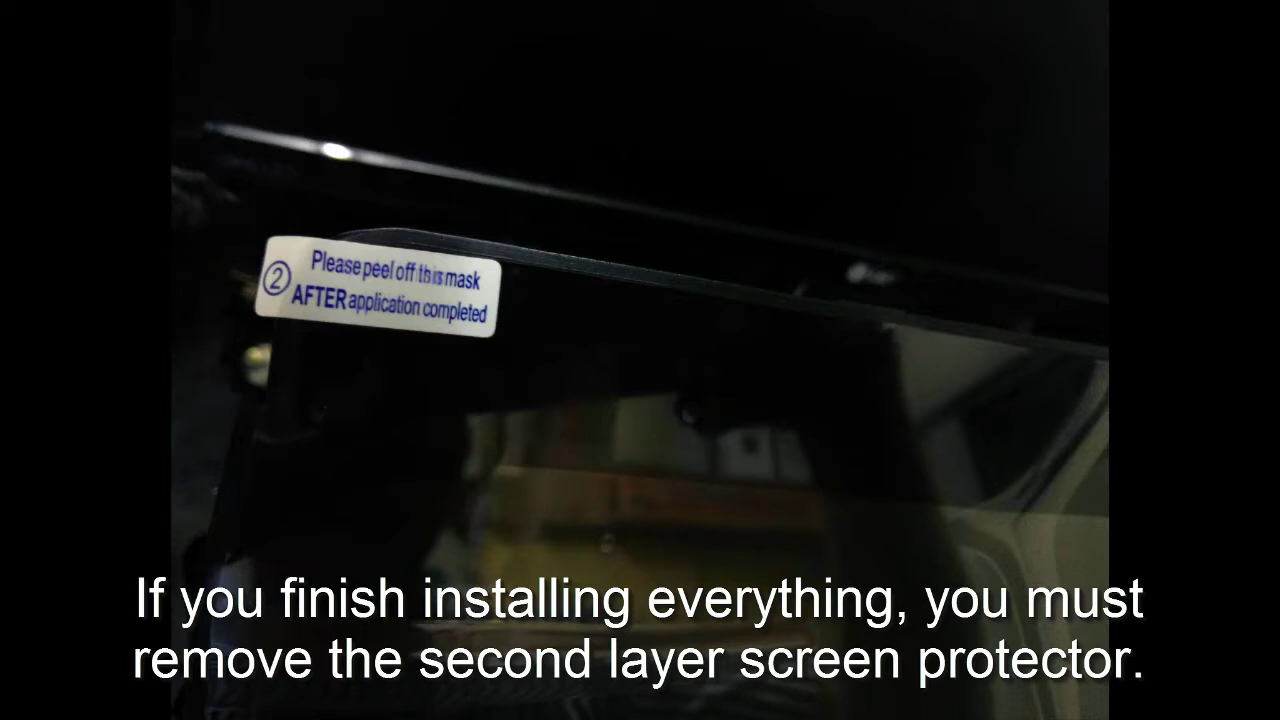 ② Please peel off this mask
AFTER application completed
If you finish installing everything, you must
remove the second layer screen protector.